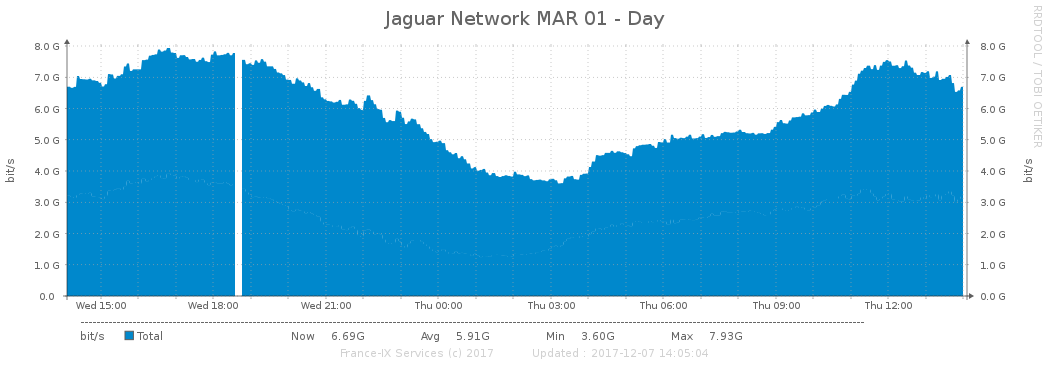 Jaguar Network MAR 01 - Day
RRDTOOL / TOBI OETIKER
bit/s
8.0 G
7.0 G
6.0 G
5.0 G
4.0 G
3.0 G
2.0 G
1.0 G
0.0
8.0 G
7.0 G
6.0 G
5.0 G
4.0 G
3.0 G
2.0 G
1.0 G
0.0 G
bit/s
Wed 15:00 Wed 18:00 Wed 21:00 Thu 00:00 Thu 03:00 Thu 06:00 Thu 09:00 Thu 12:00
bit/s Total Now 6.69G Avg 5.91G Min 3.60G Max 7.93G
France-IX Services (c) 2017 Updated : 2017-12-07 14:05:04